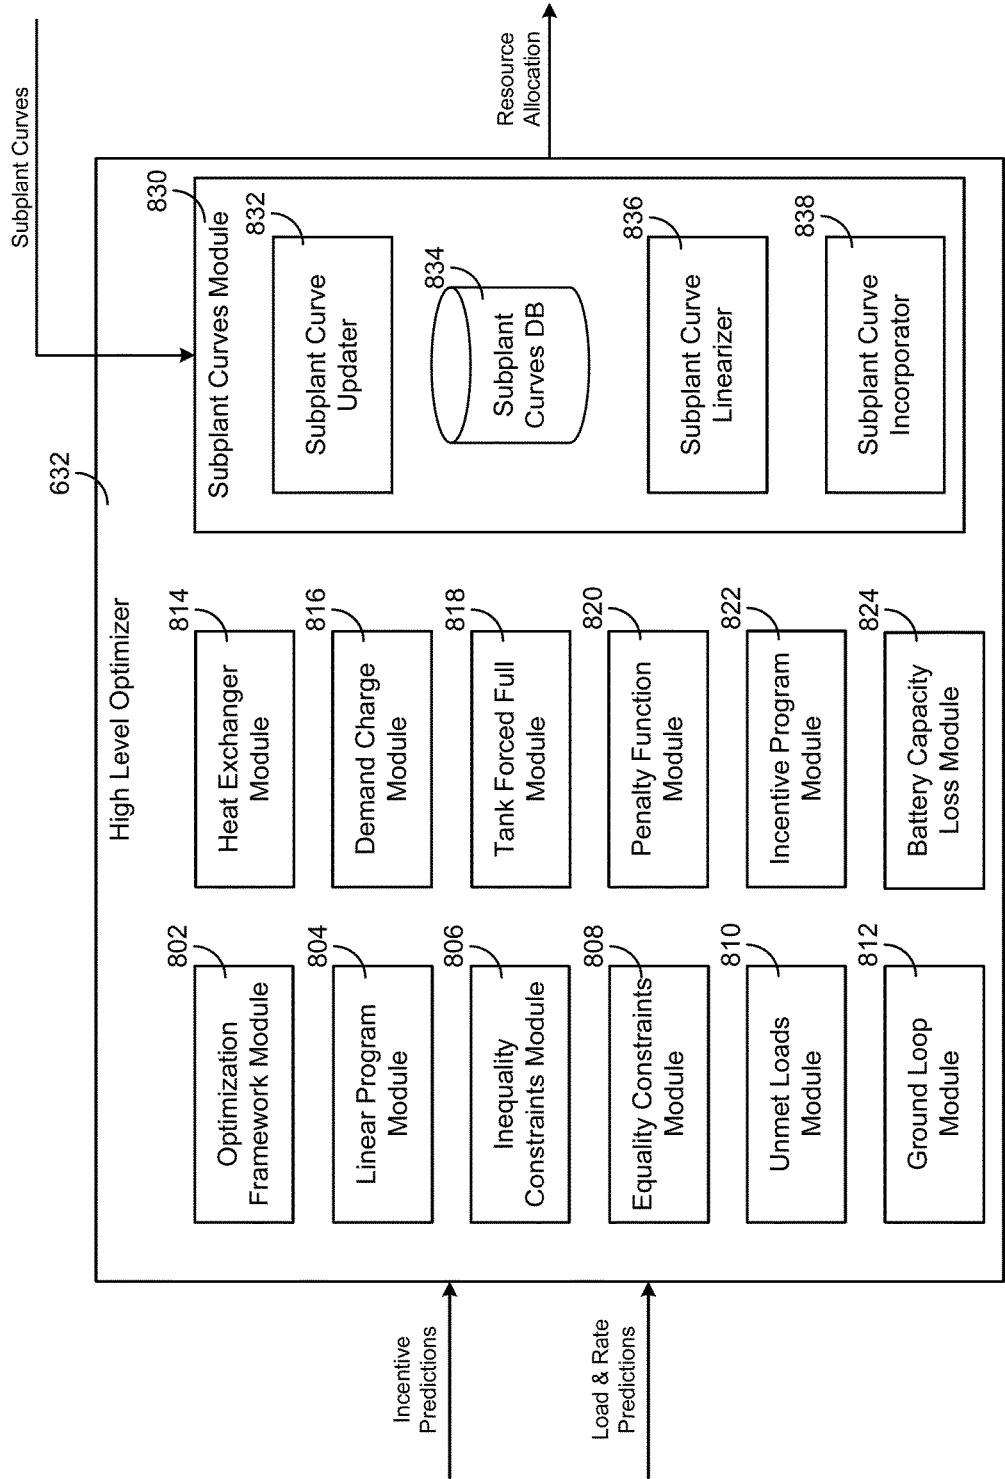 Subplant Curves
High Level Optimizer
632
Optimization
Framework Module
802
Linear Program
Module
804
Inequality
Constraints Module
806
Equality Constraints
Module
808
Unmet Loads
Module
810
Ground Loop
Module
812
Heat Exchanger
Module
814
Demand Charge
Module
816
Tank Forced Full
Module
818
Penalty Function
Module
820
Incentive Program
Module
822
Battery Capacity
Loss Module
824
Subplant Curves Module
830
Subplant Curve
Updater
832
Subplant
Curves DB
834
Subplant Curve
Linearizer
836
Subplant Curve
Incorporator
838
Incentive
Predictions
Load & Rate
Predictions
Resource
Allocation